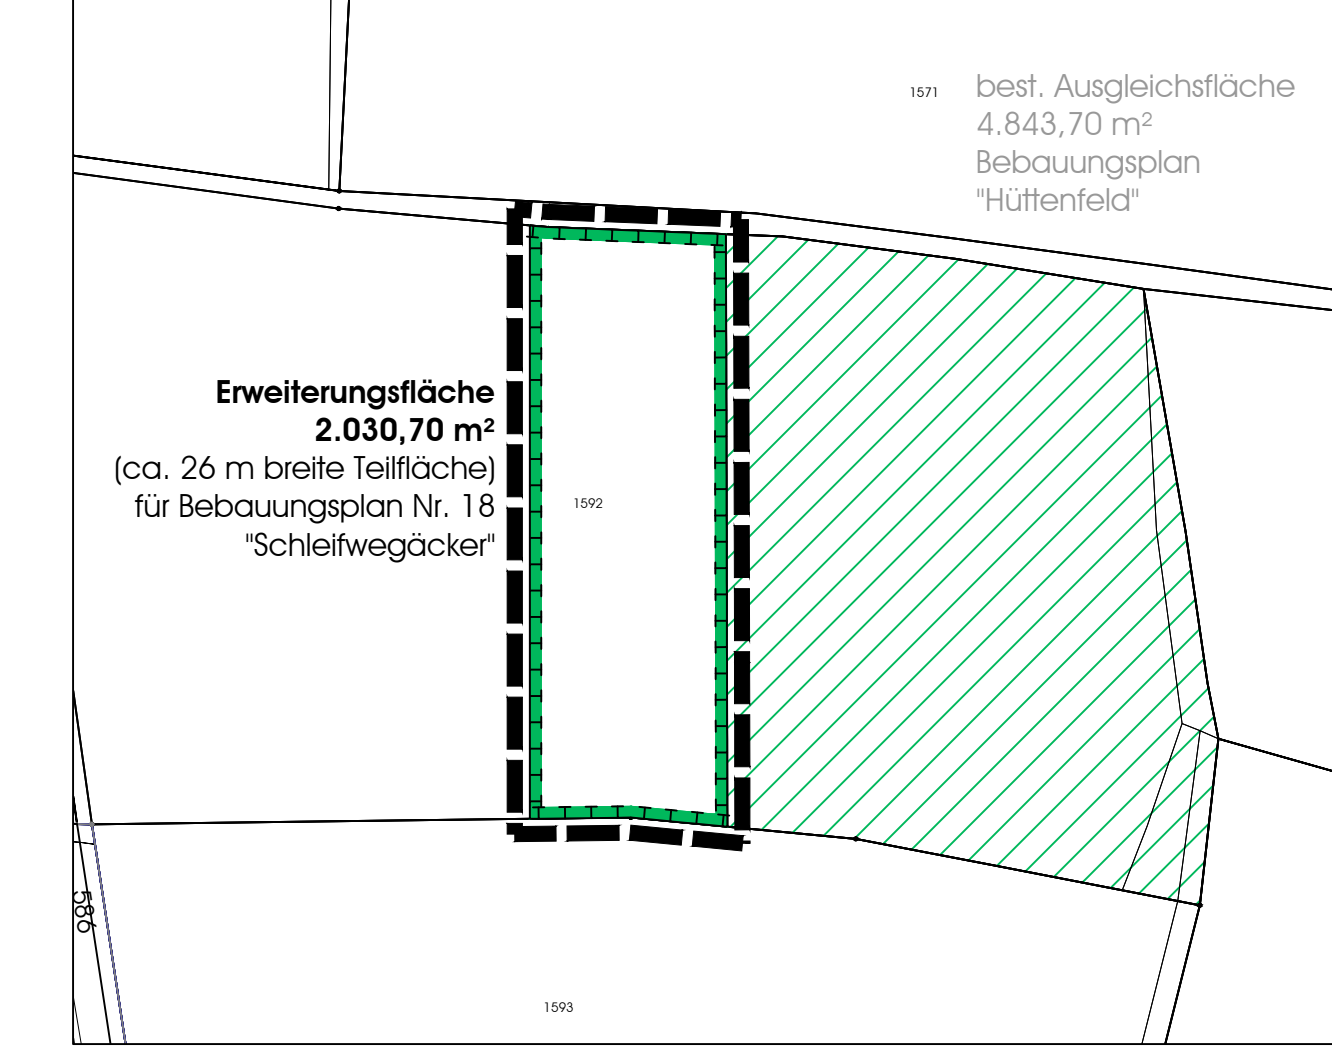 1571
best. Ausgleichsfläche
4.843,70 m²
Bebauungsplan
"Hüttenfeld"
Erweiterungsfläche
2.030,70 m²
(ca. 26 m breite Teilfläche)
für Bebauungsplan Nr. 18
"Schleifwegäcker"
1592
586
1593